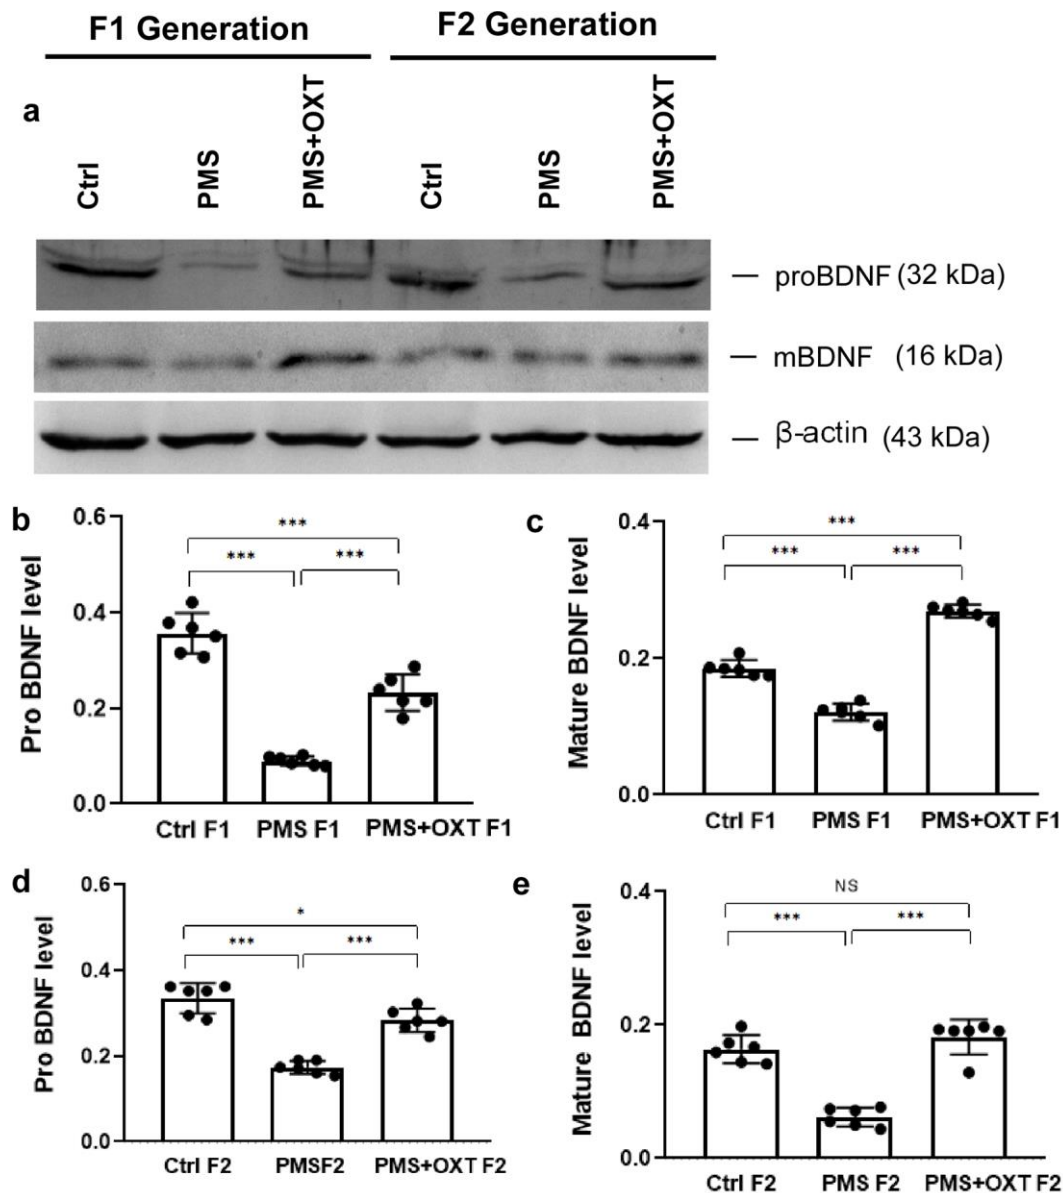 F1 Generation
F2 Generation
a
Ctrl
PMS
PMS+OXT
Ctrl
PMS
PMS+OXT
proBDNF (32 kDa)
mBDNF (16 kDa)
β-actin (43 kDa)
b
Pro BDNF level
0.6
0.4
0.2
0.0
***
***
***
Ctrl F1
PMS F1
PMS+OXT F1
c
Mature BDNF level
0.4
0.2
0.0
***
***
***
Ctrl F1
PMS F1
PMS+OXT F1
d
Pro BDNF level
0.6
0.4
0.2
0.0
*
***
***
Ctrl F2
PMSF2
PMS+OXT F2
e
Mature BDNF level
0.4
0.2
0.0
NS
***
***
Ctrl F2
PMS F2
PMS+OXT F2